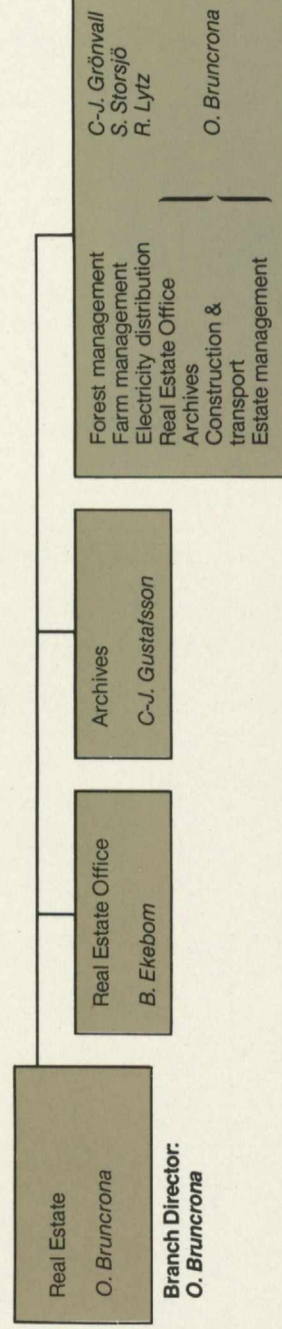 Real Estate
O. Bruncrona
Branch Director:
O. Bruncrona
Real Estate Office
B. Ekebom
Archives
C-J. Gustafsson
Forest management C-J. Grönvall
Farm management S. Storsjö
Electricity distribution R. Lytz
Real Estate Office
Archives
Construction & O. Bruncrona
transport
Estate management